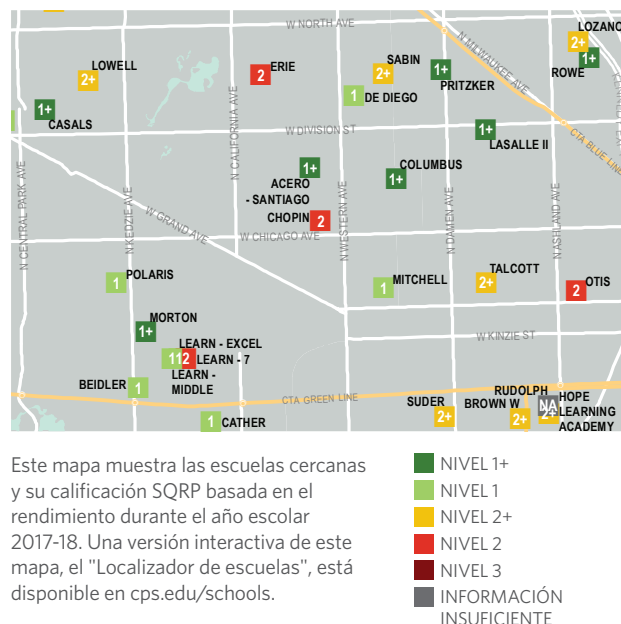 W NORTH AVE
LOZANO
LOWELL
2+
ERIE
2
SABIN
2+
N MILWAUKEE AVE
2+
1+
ROWE
1+
PRITZKER
1
DE DIEGO
1+
CASALS
N CALIFORNIA AVE
W DIVISION ST
1+
LASALLE II
CTA BLUE LINE
1+
ACERO
- SANTIAGO
COLUMBUS
1+
N CENTRAL PARK AVE
N KEDZIE AVE
N WESTERN AVE
N DAMEN AVE
N ASHLAND AVE
CHOPIN
2
W GRAND AVE
W CHICAGO AVE
POLARIS
1
MITCHELL
1
TALCOTT
2+
OTIS
2
MORTON
1+
W KINZIE ST
LEARN - EXCEL
1
1
2
LEARN - 7
LEARN -
MIDDLE
BEIDLER
1
CTA GREEN LINE
CATHER
1
SUDER
2+
RUDOLPH
BROWN W
2+
NA
2+
HOPE
LEARNING
ACADEMY
Este mapa muestra las escuelas cercanas
y su calificación SQRP basada en el
rendimiento durante el año escolar
2017-18. Una versión interactiva de este
mapa, el "Localizador de escuelas", está
disponible en cps.edu/schools.
NIVEL 1+
NIVEL 1
NIVEL 2+
NIVEL 2
NIVEL 3
INFORMACIÓN
INSUFICIENTE